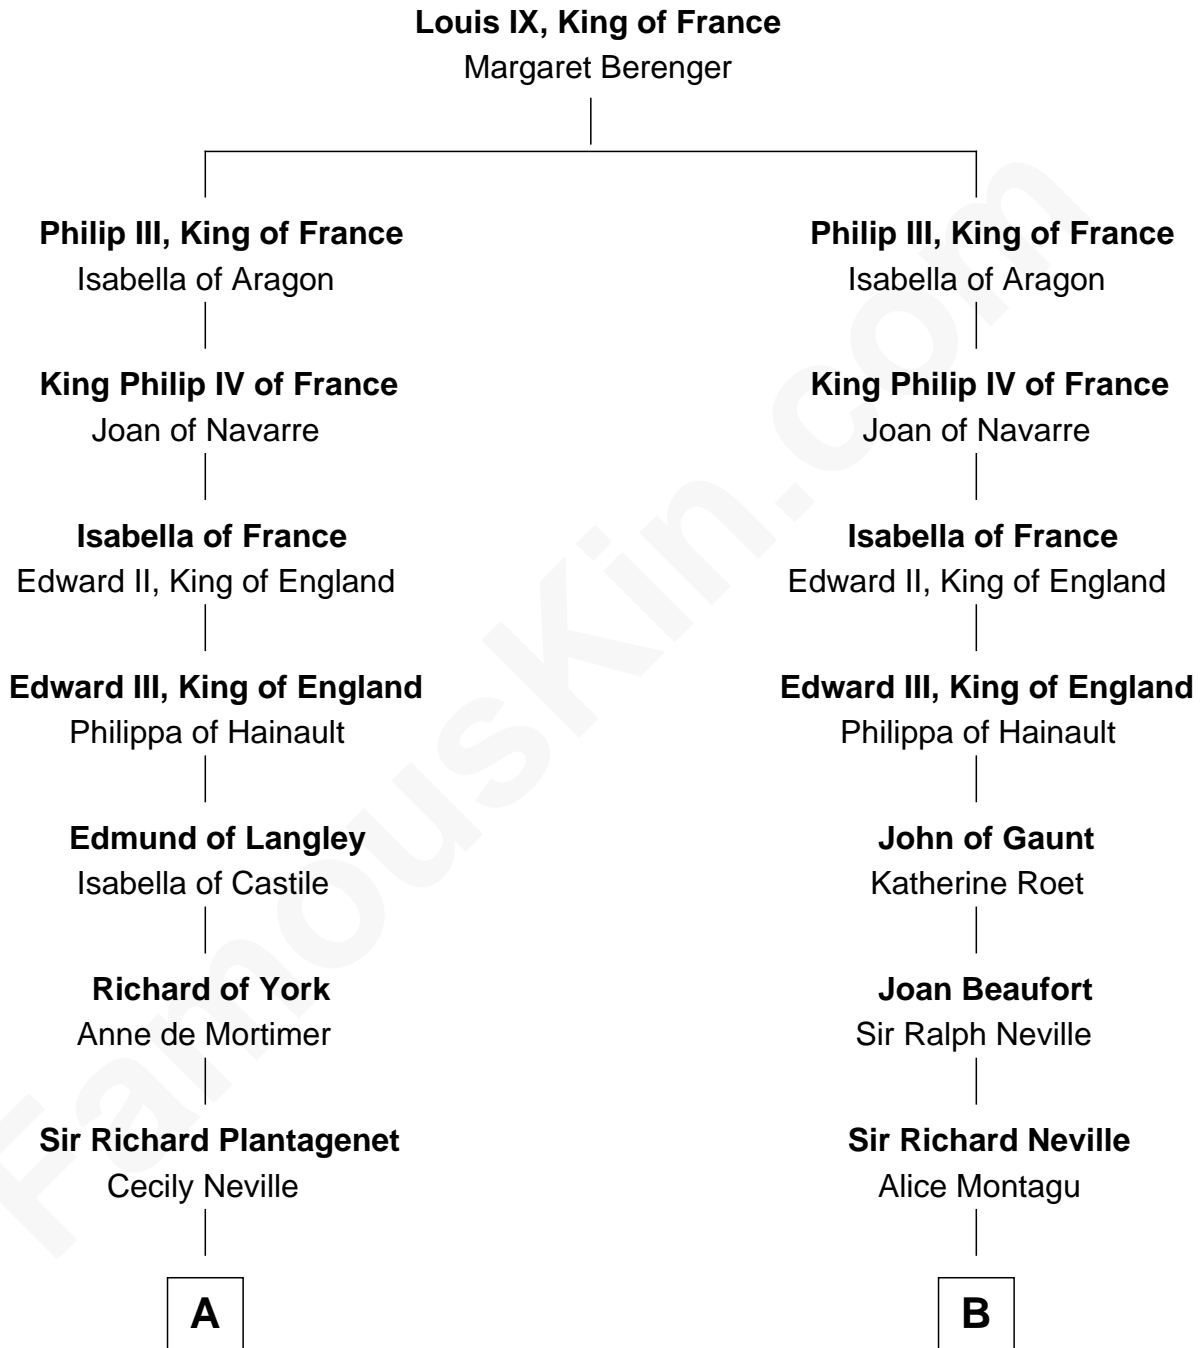 Louis IX, King of France
Margaret Berenger
Philip III, King of France
Isabella of Aragon
Philip III, King of France
Isabella of Aragon
King Philip IV of France
Joan of Navarre
King Philip IV of France
Joan of Navarre
Isabella of France
Edward II, King of England
Isabella of France
Edward II, King of England
Edward III, King of England
Philippa of Hainault
Edward III, King of England
Philippa of Hainault
Edmund of Langley
Isabella of Castile
John of Gaunt
Katherine Roet
Richard of York
Anne de Mortimer
Joan Beaufort
Sir Ralph Neville
Sir Richard Plantagenet
Cecily Neville
Sir Richard Neville
Alice Montagu
A
B
FamousKin.com